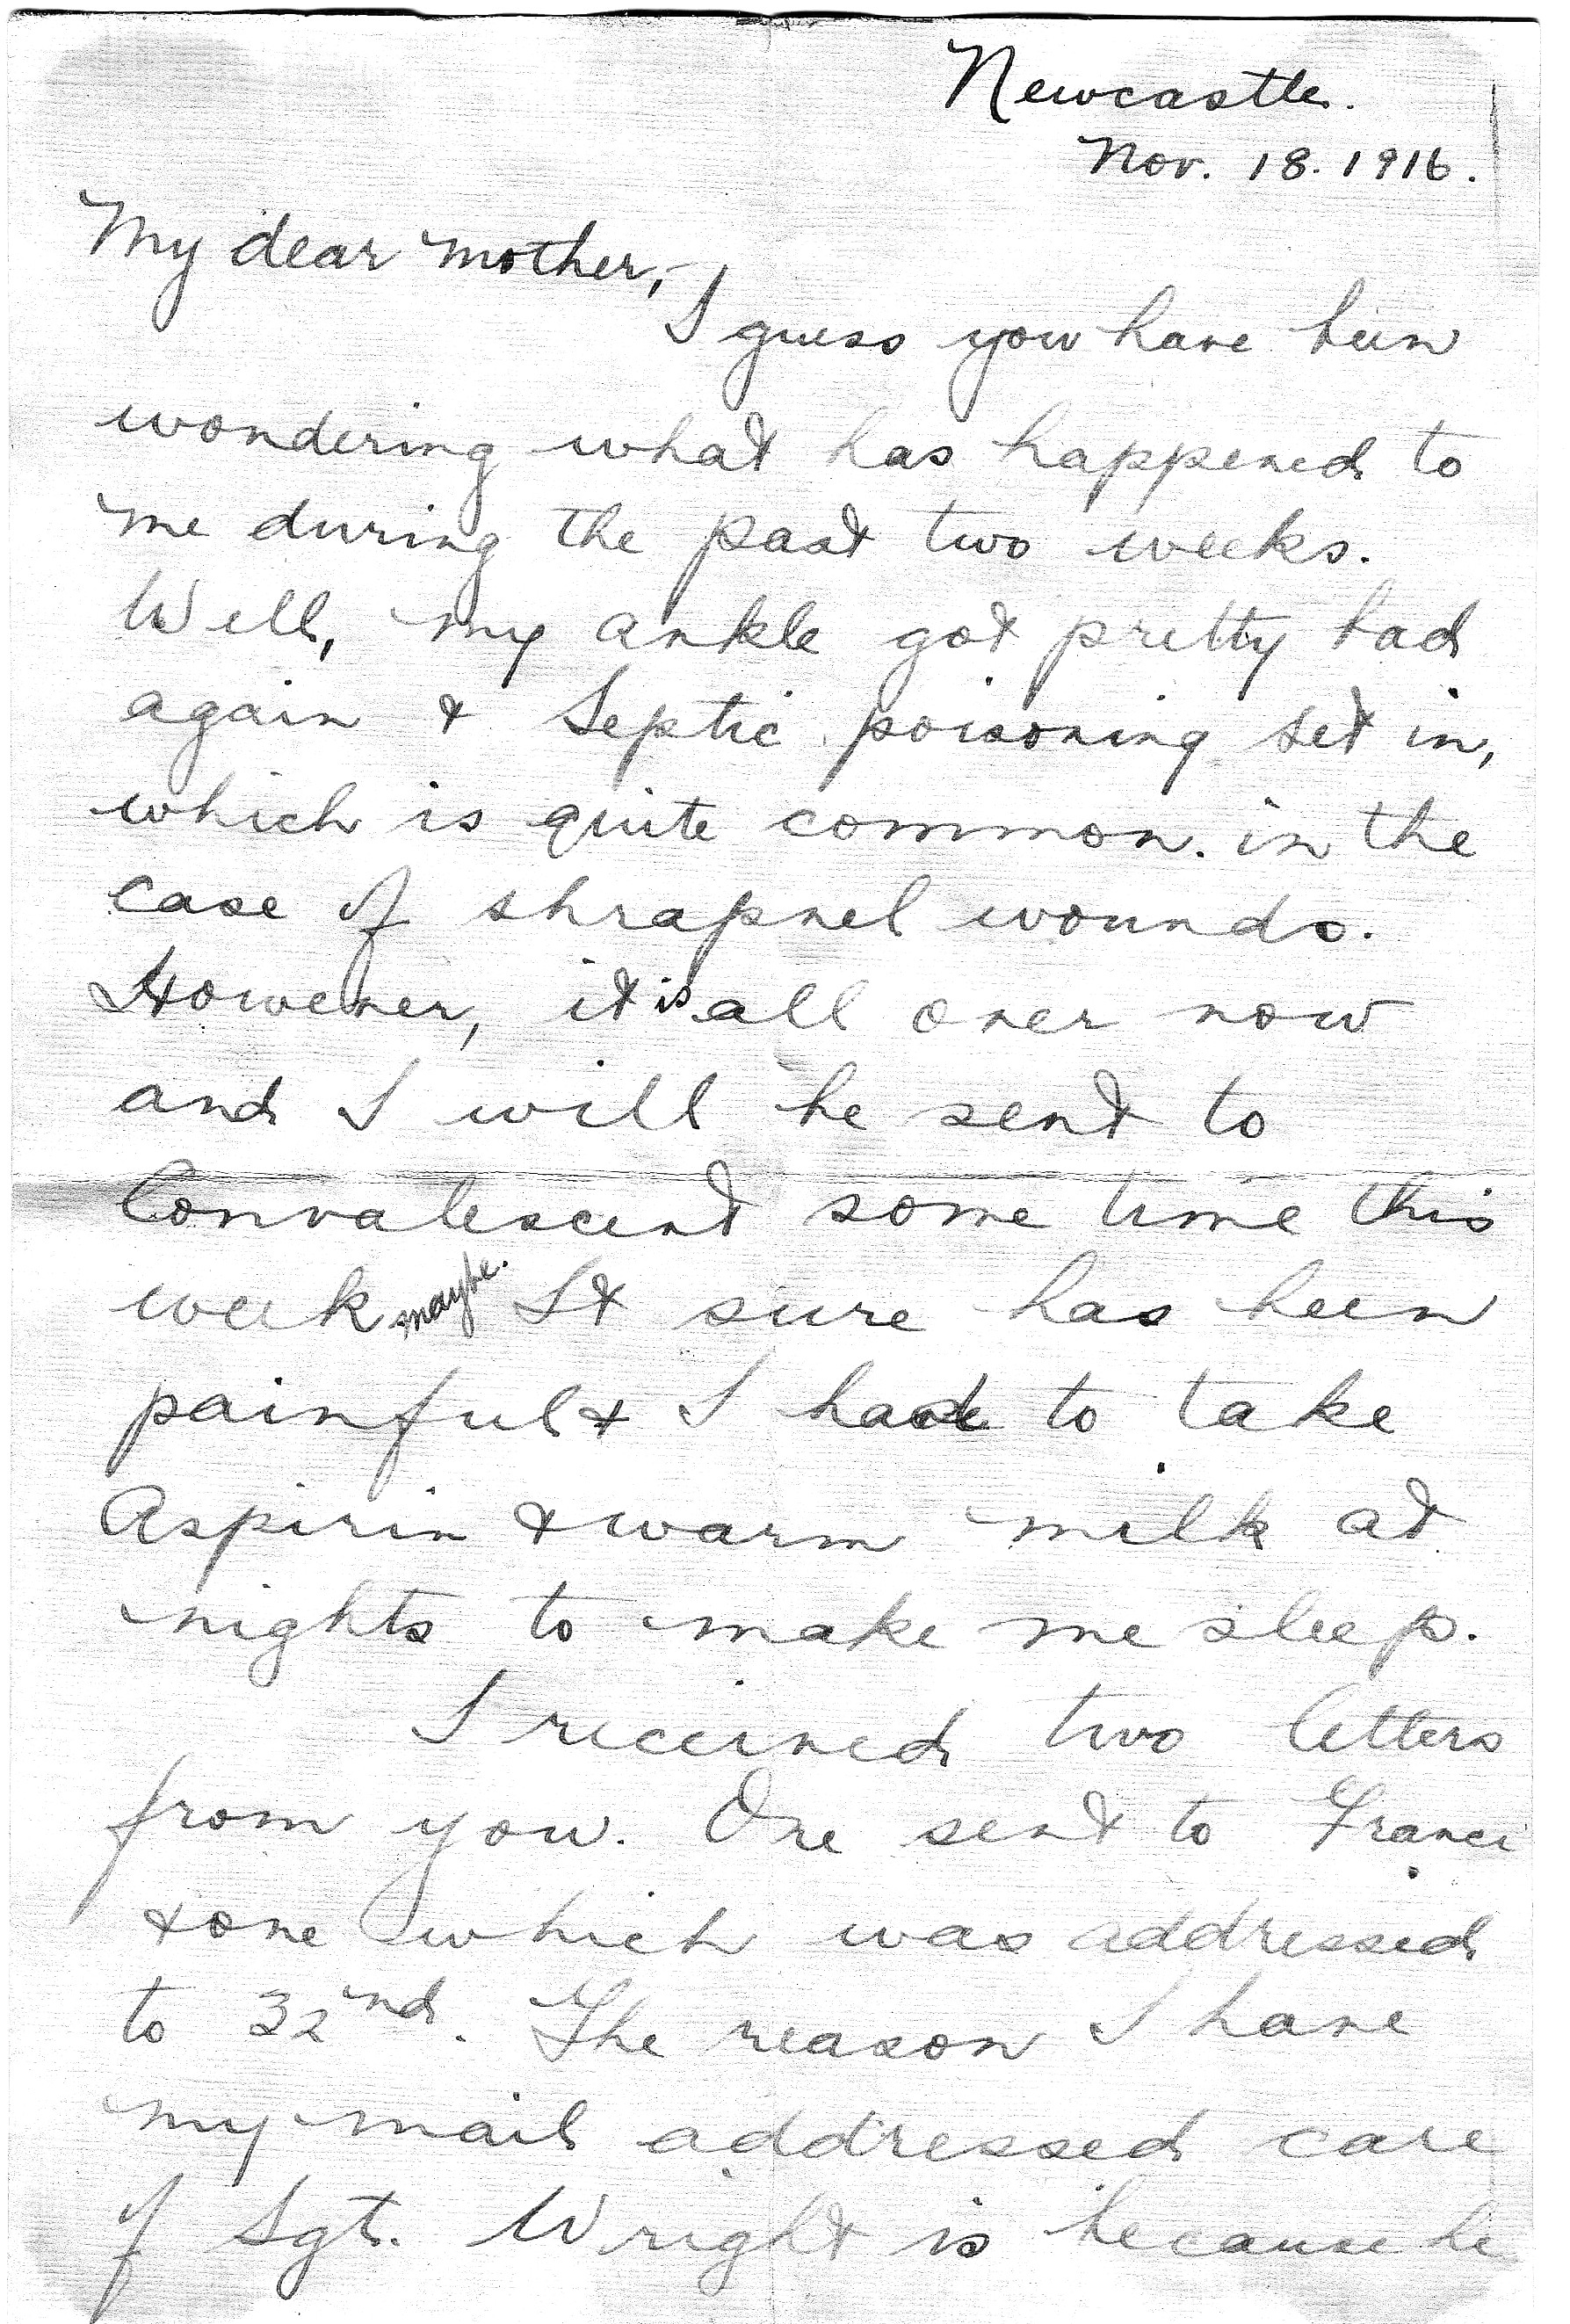 Newcastle.
Nov. 18. 1916.
My dear mother,-
I guess you have been
wondering what has happened to
me during the past two weeks.
Well, my ankle got pretty bad
again & Septic poisoning set in,
which is quite common. in the
case of shrapnel wounds.
However, it is all over now
and I will be sent to
Convalescent some time this
week maybe. It sure has been
painful & I had to take
Aspirin & warm milk at
nights to make me sleep.
I received two letters
from you. One sent to France
& one which was addressed
to 32nd. The reason I have
my mail addressed care
of Sgt. Wright is because he